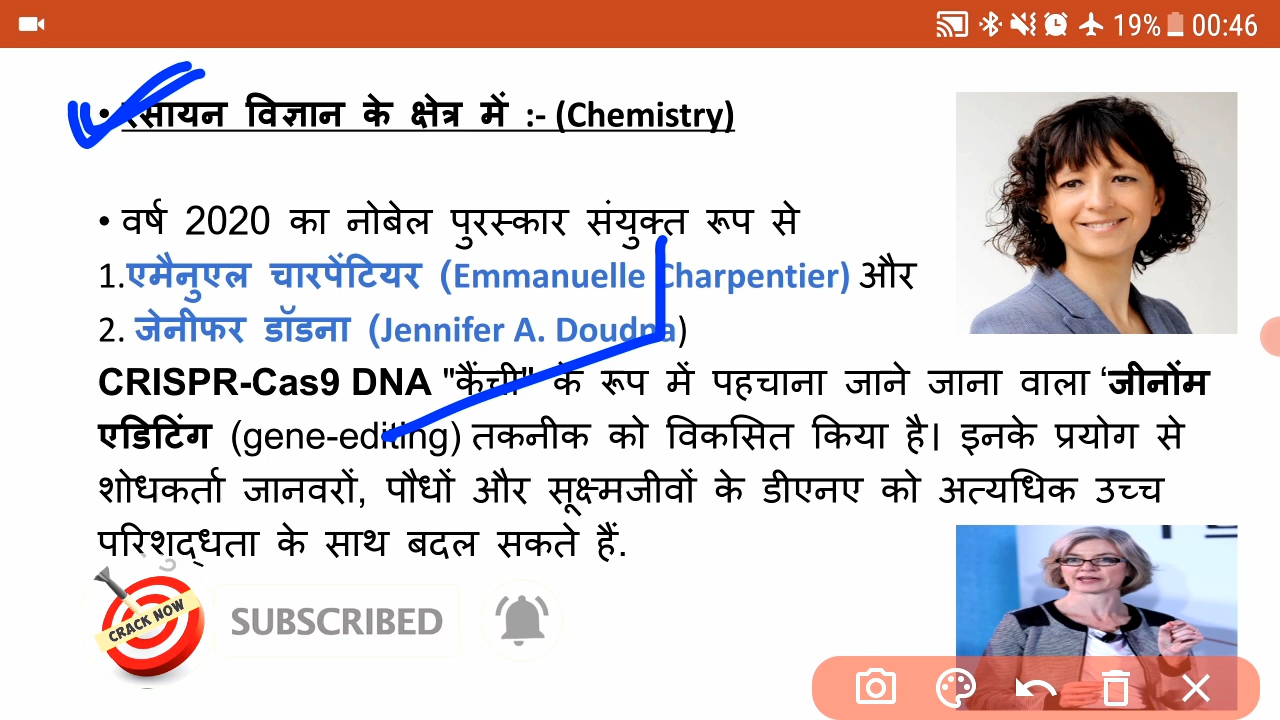 19% 00:46
• रसायन विज्ञान के क्षेत्र में :- (Chemistry)
• वर्ष 2020 का नोबेल पुरस्कार संयुक्त रूप से
1.एमैनुएल चारपेंटियर (Emmanuelle Charpentier) और
2. जेनीफर डॉडना (Jennifer A. Doudna)
CRISPR-Cas9 DNA "कैंची" के रूप में पहचाना जाने जाना वाला ‘जीनोंम
एडिटिंग (gene-editing) तकनीक को विकसित किया है। इनके प्रयोग से
शोधकर्ता जानवरों, पौधों और सूक्ष्मजीवों के डीएनए को अत्यधिक उच्च
परिशुद्धता के साथ बदल सकते हैं.
CRACK NOW
SUBSCRIBED